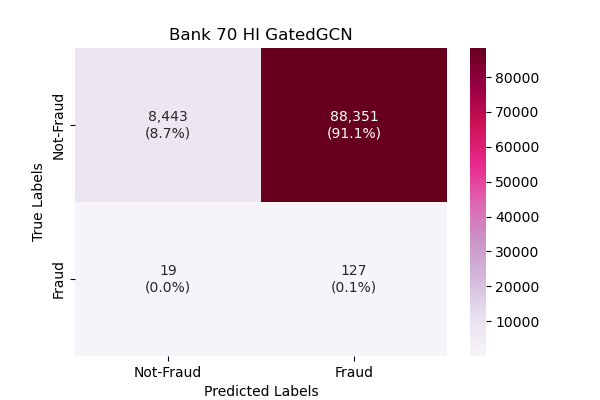 Bank 70 HI GatedGCN
True Labels
Not-Fraud
8,443
(8.7%)
88,351
(91.1%)
Fraud
19
(0.0%)
127
(0.1%)
Not-Fraud
Fraud
Predicted Labels
80000
70000
60000
50000
40000
30000
20000
10000